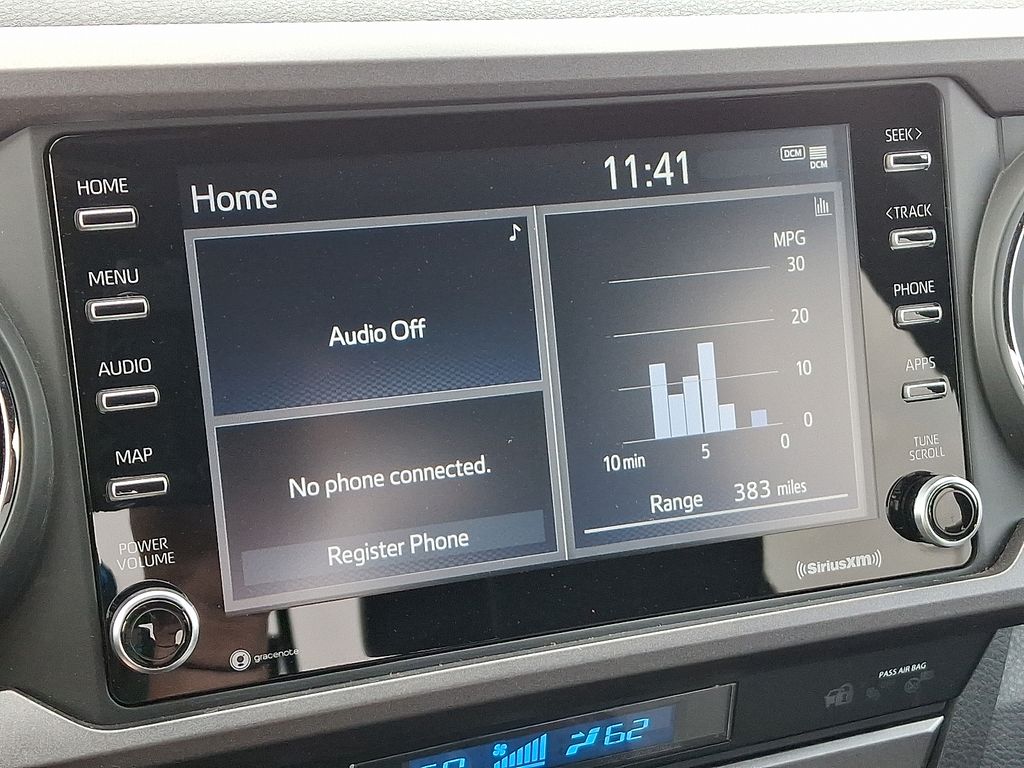 HOME
MENU
AUDIO
MAP
POWER
VOLUME
Home
11:41
DCM
DCM
Audio Off
No phone connected.
Register Phone
MPG
30
20
10
0
10 min
5
0
Range 383 miles
SEEK>
<TRACK
PHONE
APPS
TUNE
SCROLL
gracenote
((SiriusXM))
PASS AIR BAG
62